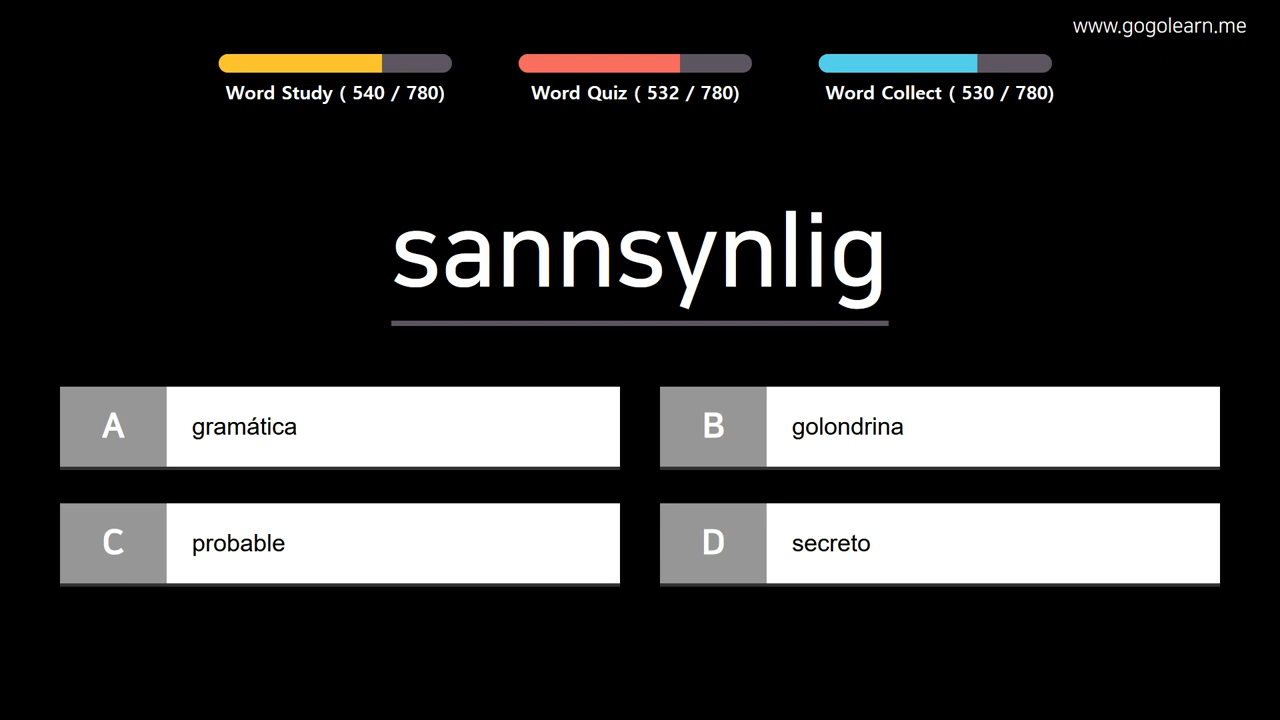 www.gogolearn.me
Word Study ( 540 / 780)
Word Quiz ( 532 / 780)
Word Collect ( 530 / 780)
sannsynlig
A gramática
B golondrina
C probable
D secreto